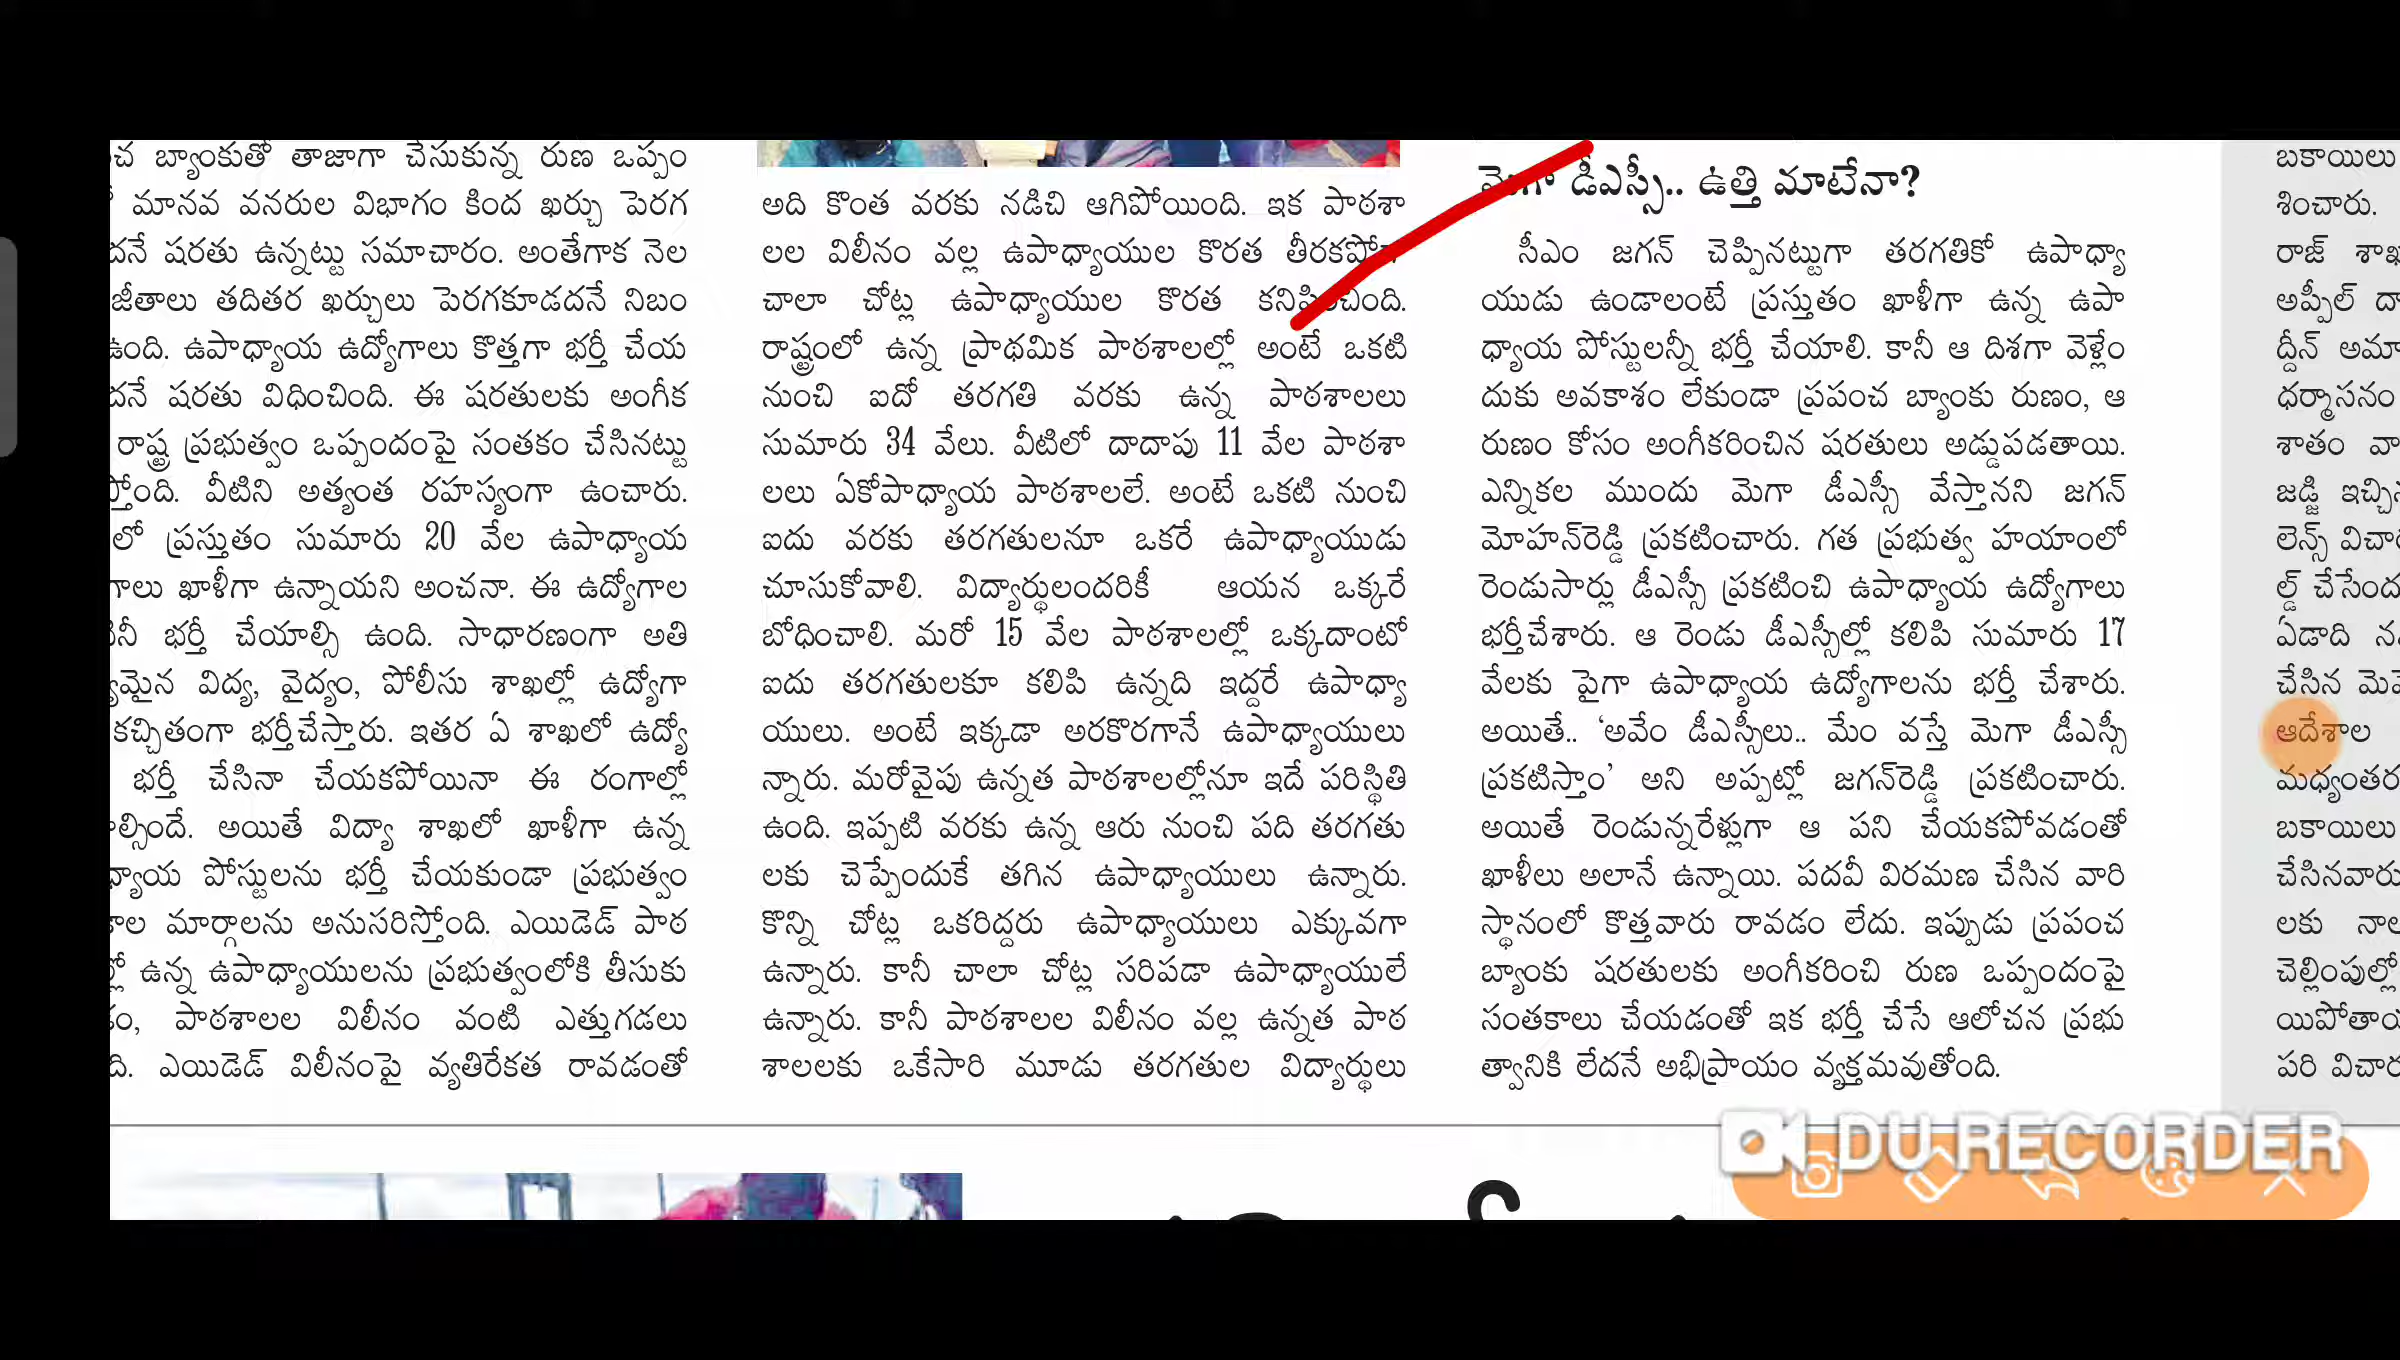 బ్యాంకుతో తాజాగా చేసుకున్న రుణ ఒప్పం
మానవ వనరుల విభాగం కింద ఖర్చు పెరగ
షరతు ఉన్నట్టు సమాచారం. అంతేగాక నెల
జీతాలు తదితర ఖర్చులు పెరగకూడదనే నిబం
ఉంది. ఉపాధ్యాయ ఉద్యోగాలు కొత్తగా భర్తీ చేయ
షరతు విధించింది. ఈ షరతులకు అంగీక
రాష్ట్ర ప్రభుత్వం ఒప్పందంపై సంతకం చేసినట్టు
వీటిని అత్యంత రహస్యంగా ఉంచారు.
లో ప్రస్తుతం సుమారు 20 వేల ఉపాధ్యాయ
ఖాళీగా ఉన్నాయని అంచనా. ఈ ఉద్యోగాల
భర్తీ చేయాల్సి ఉంది. సాధారణంగా అతి
విద్య, వైద్యం, పోలీసు శాఖల్లో ఉద్యోగా
కచ్చితంగా భర్తీచేస్తారు. ఇతర ఏ శాఖలో ఉద్యో
భర్తీ చేసినా చేయకపోయినా ఈ రంగాల్లో
అయితే విద్యా శాఖలో ఖాళీగా ఉన్న
పోస్టులను భర్తీ చేయకుండా ప్రభుత్వం
మార్గాలను అనుసరిస్తోంది. ఎయిడెడ్ పాఠ
ఉన్న ఉపాధ్యాయులను ప్రభుత్వంలోకి తీసుకు
పాఠశాలల విలీనం వంటి ఎత్తుగడలు
ఎయిడెడ్ విలీనంపై వ్యతిరేకత రావడంతో
అది కొంత వరకు నడిచి ఆగిపోయింది. ఇక పాఠశా
లల విలీనం వల్ల ఉపాధ్యాయుల కొరత
చాలా చోట్ల ఉపాధ్యాయుల కొరత కనిపించింది.
రాష్ట్రంలో ఉన్న ప్రాథమిక పాఠశాలల్లో అంటే ఒకటి
నుంచి ఐదో తరగతి వరకు ఉన్న పాఠశాలలు
సుమారు 34 వేలు. వీటిలో దాదాపు 11 వేల పాఠశా
లలు ఏకోపాధ్యాయ పాఠశాలలే. అంటే ఒకటి నుంచి
ఐదు వరకు తరగతులనూ ఒకరే ఉపాధ్యాయుడు
చూసుకోవాలి. విద్యార్థులందరికీ ఆయన ఒక్కరే
బోధించాలి. మరో 15 వేల పాఠశాలల్లో ఒక్కదాంటో
ఐదు తరగతులకూ కలిపి ఉన్నది ఇద్దరే ఉపాధ్యా
యులు. అంటే ఇక్కడా అరకొరగానే ఉపాధ్యాయులు
న్నారు. మరోవైపు ఉన్నత పాఠశాలల్లోనూ ఇదే పరిస్థితి
ఉంది. ఇప్పటి వరకు ఉన్న ఆరు నుంచి పది తరగతు
లకు చెప్పేందుకే తగిన ఉపాధ్యాయులు ఉన్నారు.
కొన్ని చోట్ల ఒకరిద్దరు ఉపాధ్యాయులు ఎక్కువగా
ఉన్నారు. కానీ చాలా చోట్ల సరిపడా ఉపాధ్యాయులే
ఉన్నారు. కానీ పాఠశాలల విలీనం వల్ల ఉన్నత పాఠ
శాలలకు ఒకేసారి మూడు తరగతుల విద్యార్థులు
మెగా డీఎస్సీ.. ఉత్తి మాటేనా?
సీఎం జగన్ చెప్పినట్టుగా తరగతికో ఉపాధ్యా
యుడు ఉండాలంటే ప్రస్తుతం ఖాళీగా ఉన్న ఉపా
ధ్యాయ పోస్టులన్నీ భర్తీ చేయాలి. కానీ ఆ దిశగా వెళ్లేం
దుకు అవకాశం లేకుండా ప్రపంచ బ్యాంకు రుణం, ఆ
రుణం కోసం అంగీకరించిన షరతులు అడ్డుపడతాయి.
ఎన్నికల ముందు మెగా డీఎస్సీ వేస్తానని జగన్
మోహన్‌రెడ్డి ప్రకటించారు. గత ప్రభుత్వ హయాంలో
రెండుసార్లు డీఎస్సీ ప్రకటించి ఉపాధ్యాయ ఉద్యోగాలు
భర్తీచేశారు. ఆ రెండు డీఎస్సీల్లో కలిపి సుమారు 17
వేలకు పైగా ఉపాధ్యాయ ఉద్యోగాలను భర్తీ చేశారు.
అయితే.. ‘అవేం డీఎస్సీలు.. మేం వస్తే మెగా డీఎస్సీ
ప్రకటిస్తాం’ అని అప్పట్లో జగన్‌రెడ్డి ప్రకటించారు.
అయితే రెండున్నరేళ్లుగా ఆ పని చేయకపోవడంతో
ఖాళీలు అలానే ఉన్నాయి. పదవీ విరమణ చేసిన వారి
స్థానంలో కొత్తవారు రావడం లేదు. ఇప్పుడు ప్రపంచ
బ్యాంకు షరతులకు అంగీకరించి రుణ ఒప్పందంపై
సంతకాలు చేయడంతో ఇక భర్తీ చేసే ఆలోచన ప్రభు
త్వానికి లేదనే అభిప్రాయం వ్యక్తమవుతోంది.
బకాయిలు
శించారు.
రాజ్
అప్పీల్
ద్దీన్
ధర్మాసనం
శాతం
జడ్జి
లెన్స్
ల్డ్
ఏడాది
చేసిన
ఆదేశాల
మధ్యంతర
బకాయిలు
చేసినవారు
లకు
చెల్లింపుల్లో
పరి
DU RECORDER